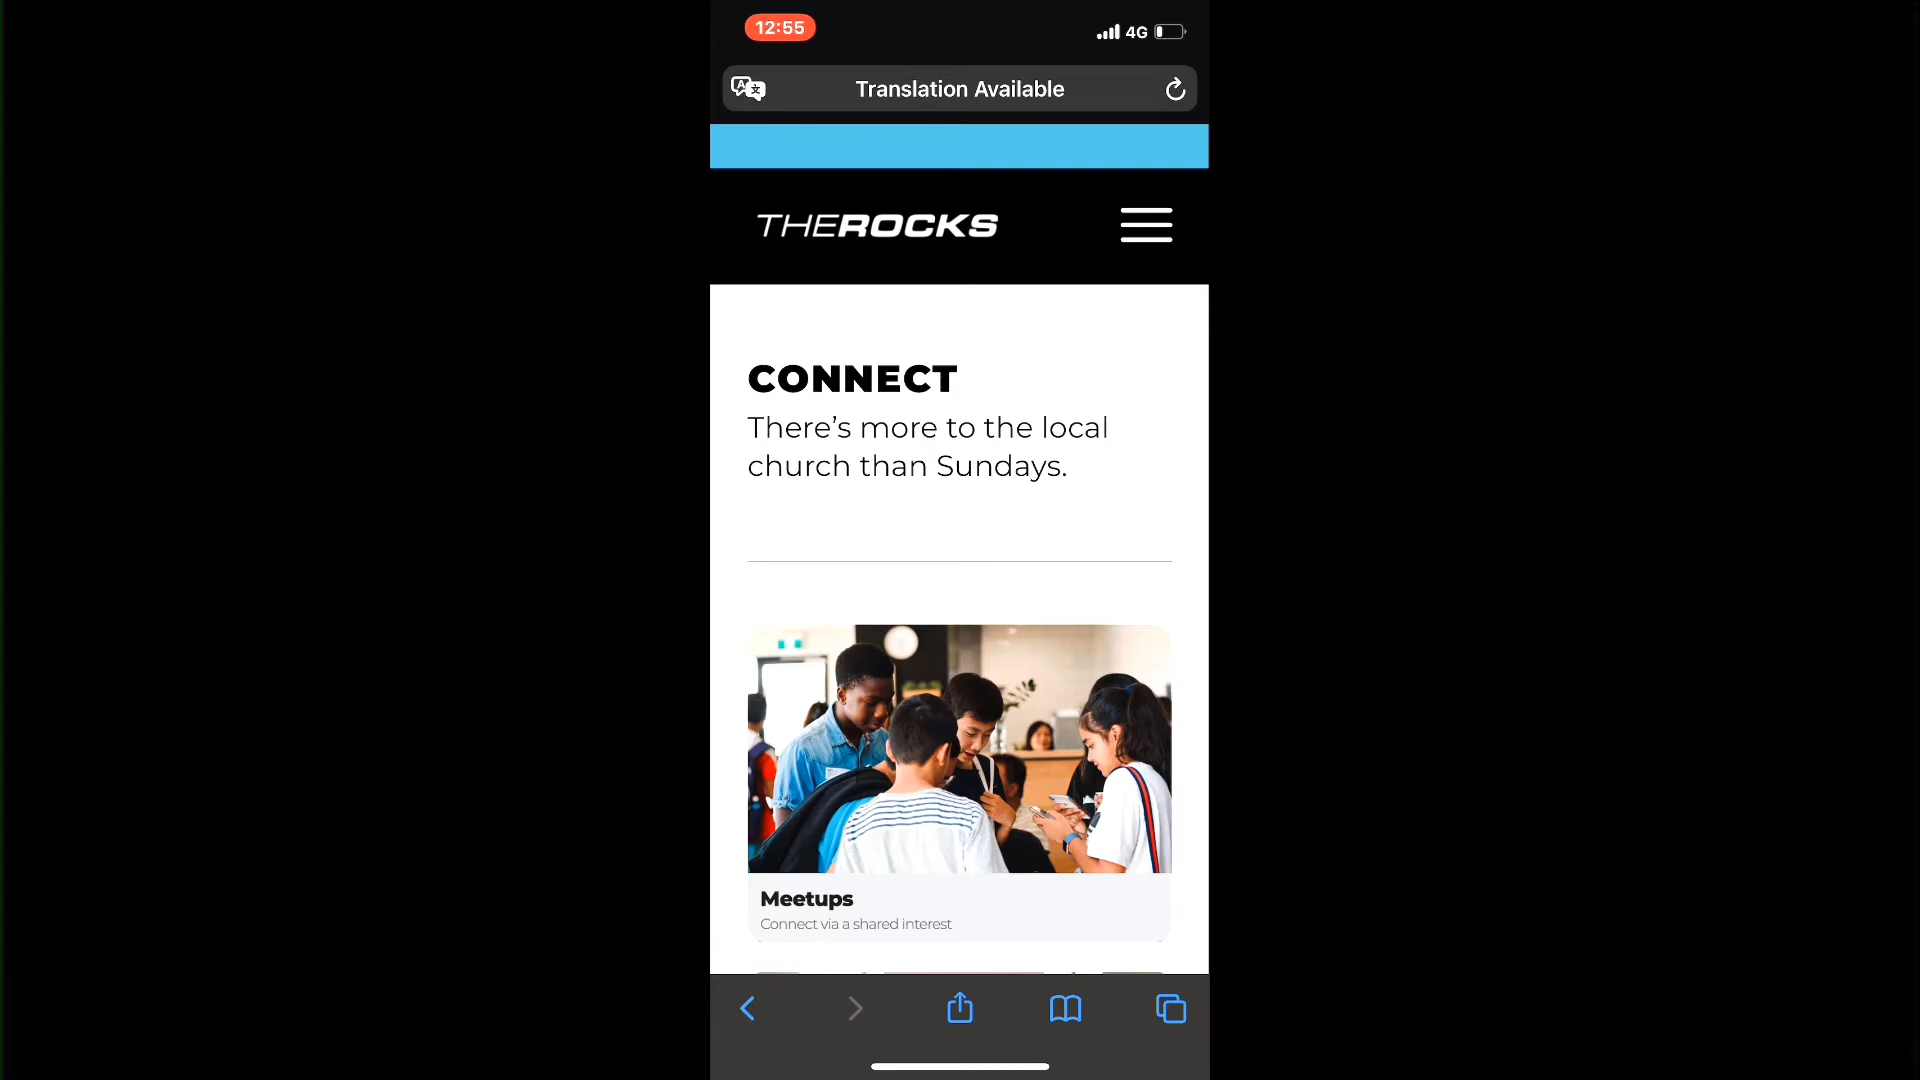 12:55
4G
Translation Available
THEROCKS
CONNECT
There's more to the local
church than Sundays.
Meetups
Connect via a shared interest